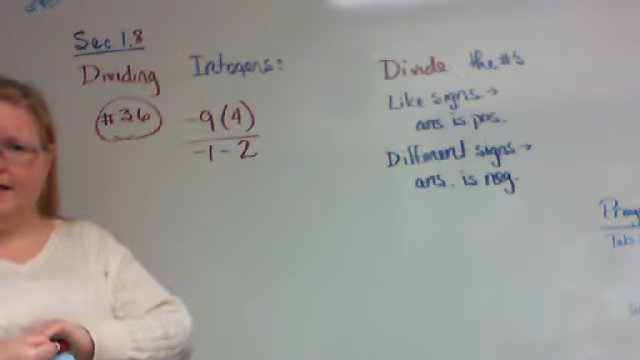 Sec 1.8
Dividing Integers:
#36
-9(4)
-1-2
Divide the #'s
Like signs →
ans is pos.
Different signs →
ans. is neg.